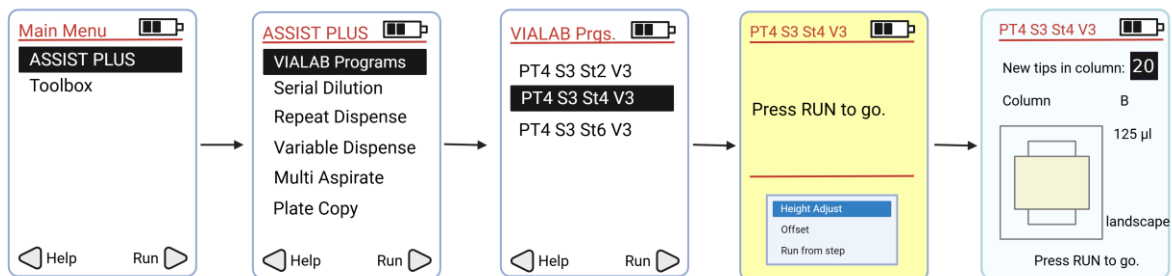 Main Menu
ASSIST PLUS
Toolbox
Help
Run
ASSIST PLUS
VIALAB Programs
Serial Dilution
Repeat Dispense
Variable Dispense
Multi Aspirate
Plate Copy
Help
Run
VIALAB Prgs.
PT4 S3 St2 V3
PT4 S3 St4 V3
PT4 S3 St6 V3
Help
Run
PT4 S3 St4 V3
Press RUN to go.
Height Adjust
Offset
Run from step
PT4 S3 St4 V3
New tips in column: 20
Column B
125 µl
landscape
Press RUN to go.